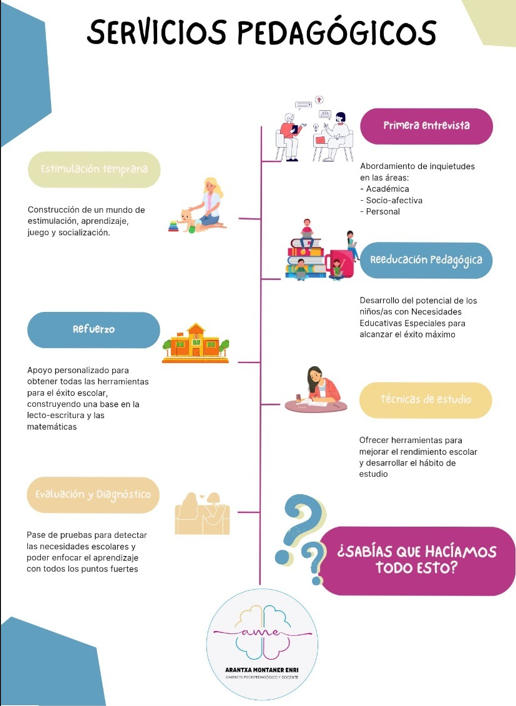 SERVICIOS PEDAGÓGICOS
Primera entrevista
Abordamiento de inquietudes
en las áreas:
- Académica
- Socio-afectiva
- Personal
Estimulación temprana
Construcción de un mundo de
estimulación, aprendizaje,
juego y socialización.
Reeducación Pedagógica
Desarrollo del potencial de los
niños/as con Necesidades
Educativas Especiales para
alcanzar el éxito máximo
Refuerzo
Apoyo personalizado para
obtener todas las herramientas
para el éxito escolar,
construyendo una base en la
lecto-escritura y las
matemáticas
Técnicas de estudio
Ofrecer herramientas para
mejorar el rendimiento escolar
y desarrollar el hábito de
estudio
Evaluación y Diagnóstico
Pase de pruebas para detectar
las necesidades escolares y
poder enfocar el aprendizaje
con todos los puntos fuertes
¿SABÍAS QUE HACÍAMOS
TODO ESTO?
ame
ARANTXA MONTANER ENRI
GABINETE PSICOPEDAGÓGICO Y DOCENTE